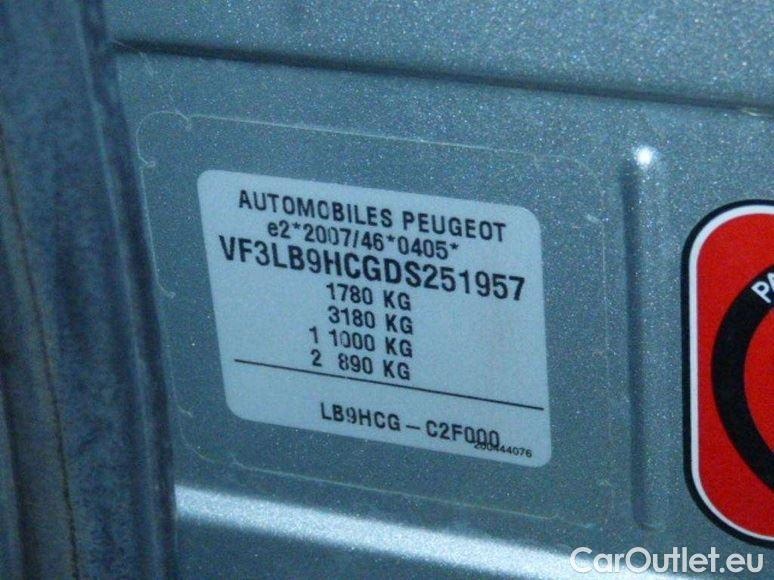 AUTOMOBILES PEUGEOT
e2*2007/46*0405*
VF3LB9HCGDS251957
1780 KG
3180 KG
1 1000 KG
2 890 KG
LB9HCG - C2F000
CarOutlet.eu